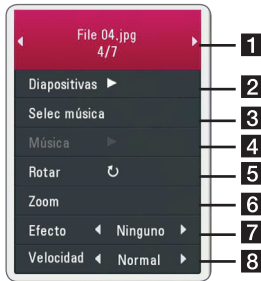 File 04.jpg 1
4/7
Diapositivas 2
Selec música 3
Música 4
Rotar 5
Zoom 6
Efecto Ninguno 7
Velocidad Normal 8